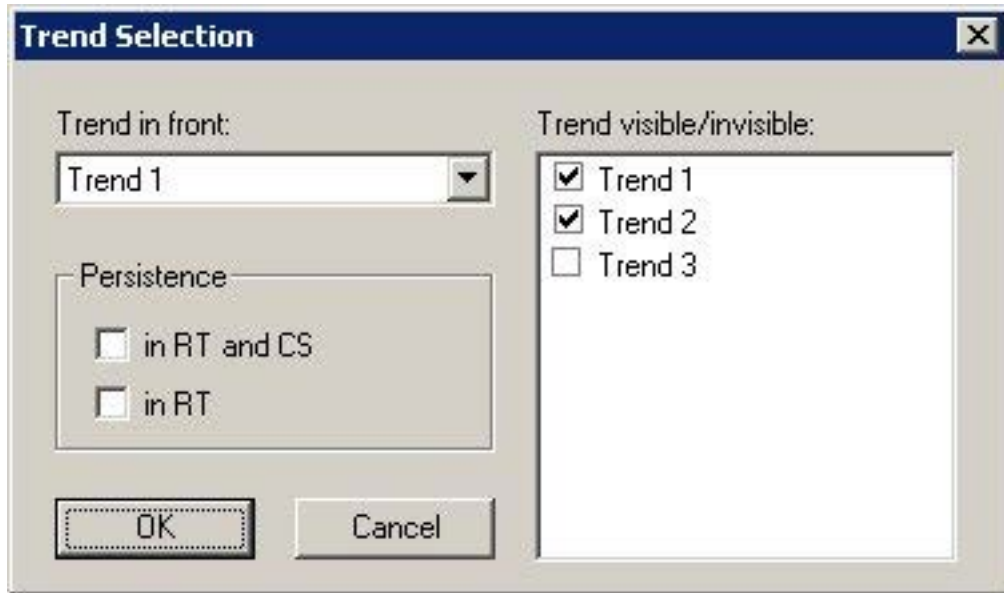 Trend Selection
Trend in front:
Trend 1
Persistence
in RT and CS
in RT
OK
Cancel
Trend visible/invisible:
Trend 1
Trend 2
Trend 3